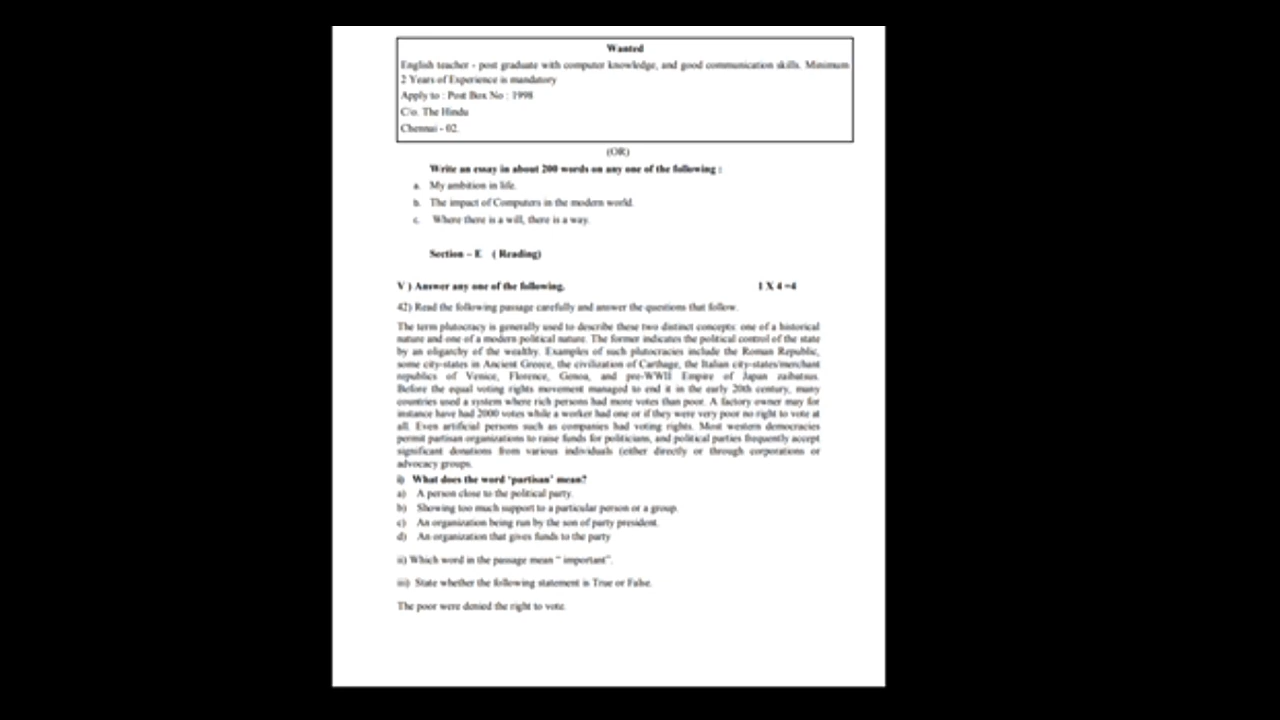 Wanted
English teacher - post graduate with computer knowledge, and good communication skills. Minimum
2 Years of Experience is mandatory
Apply to : Post Box No : 1998
C/o. The Hindu
Chennai - 02.
(OR)
Write an essay in about 200 words on any one of the following :
a. My ambition in life.
b. The impact of Computers in the modern world.
c. Where there is a will, there is a way.
Section – E ( Reading)
V ) Answer any one of the following. 1 X 4 =4
42) Read the following passage carefully and answer the questions that follow.
The term plutocracy is generally used to describe these two distinct concepts: one of a historical
nature and one of a modern political nature. The former indicates the political control of the state
by an oligarchy of the wealthy. Examples of such plutocracies include the Roman Republic,
some city-states in Ancient Greece, the civilization of Carthage, the Italian city-states/merchant
republics of Venice, Florence, Genoa, and pre-WWII Empire of Japan zaibatsus.
Before the equal voting rights movement managed to end it in the early 20th century, many
countries used a system where rich persons had more votes than poor. A factory owner may for
instance have had 2000 votes while a worker had one or if they were very poor no right to vote at
all. Even artificial persons such as companies had voting rights. Most western democracies
permit partisan organizations to raise funds for politicians, and political parties frequently accept
significant donations from various individuals (either directly or through corporations or
advocacy groups.
i) What does the word ‘partisan’ mean?
a) A person close to the political party.
b) Showing too much support to a particular person or a group.
c) An organization being run by the son of party president.
d) An organization that gives funds to the party
ii) Which word in the passage mean “ important”.
iii) State whether the following statement is True or False.
The poor were denied the right to vote.